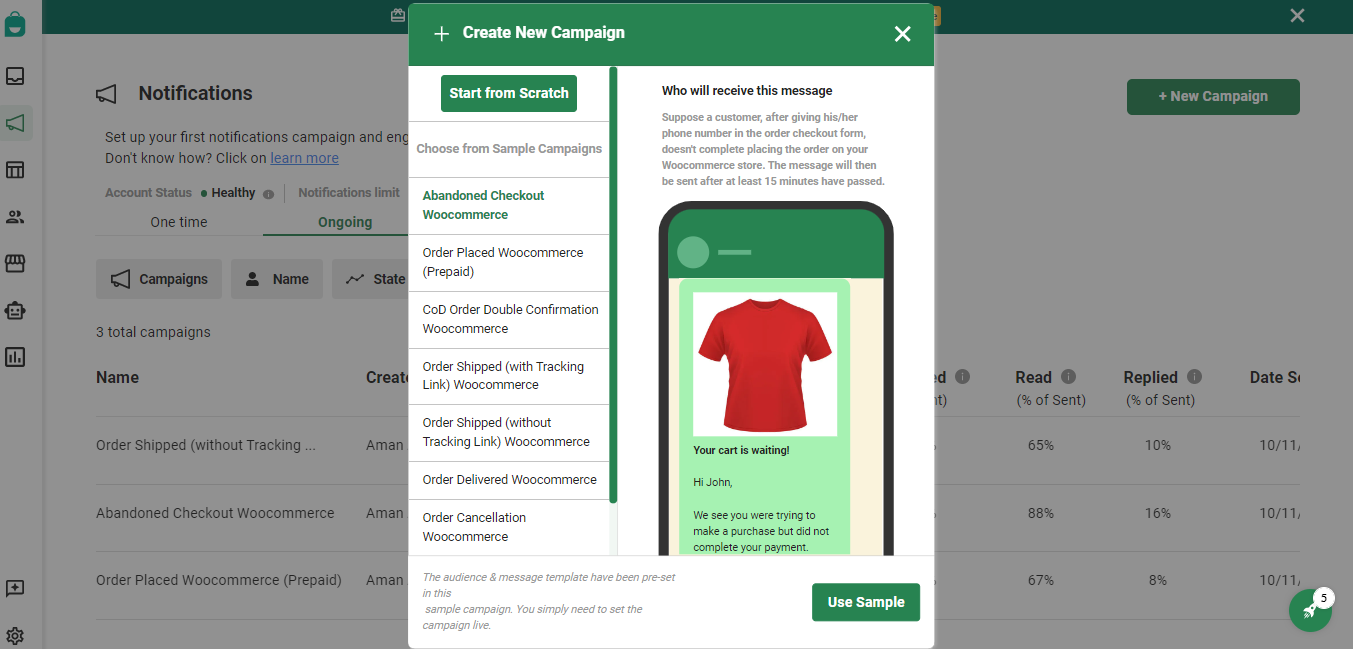 Create New Campaign
Notifications
+ New Campaign
Set up your first notifications campaign and eng
Don't know how? Click on learn more
Account Status Healthy Notifications limit
One time Ongoing
Campaigns Name State
3 total campaigns
Name
Read
Replied
(% of Sent)
(% of Sent)
Order Shipped (without Tracking ...
Aman
65%
10%
10/11/
Abandoned Checkout Woocommerce
Aman
88%
16%
10/11/
Order Placed Woocommerce (Prepaid)
Aman
67%
8%
10/11/
Start from Scratch
Choose from Sample Campaigns
Abandoned Checkout
Woocommerce
Order Placed Woocommerce
(Prepaid)
CoD Order Double Confirmation
Woocommerce
Order Shipped (with Tracking
Link) Woocommerce
Order Shipped (without
Tracking Link) Woocommerce
Order Delivered Woocommerce
Order Cancellation
Woocommerce
Who will receive this message
Suppose a customer, after giving his/her
phone number in the order checkout form,
doesn't complete placing the order on your
Woocommerce store. The message will then
be sent after at least 15 minutes have passed.
Your cart is waiting!
Hi John,
We see you were trying to
make a purchase but did not
complete your payment.
The audience & message template have been pre-set
in this
sample campaign. You simply need to set the
campaign live.
Use Sample
5